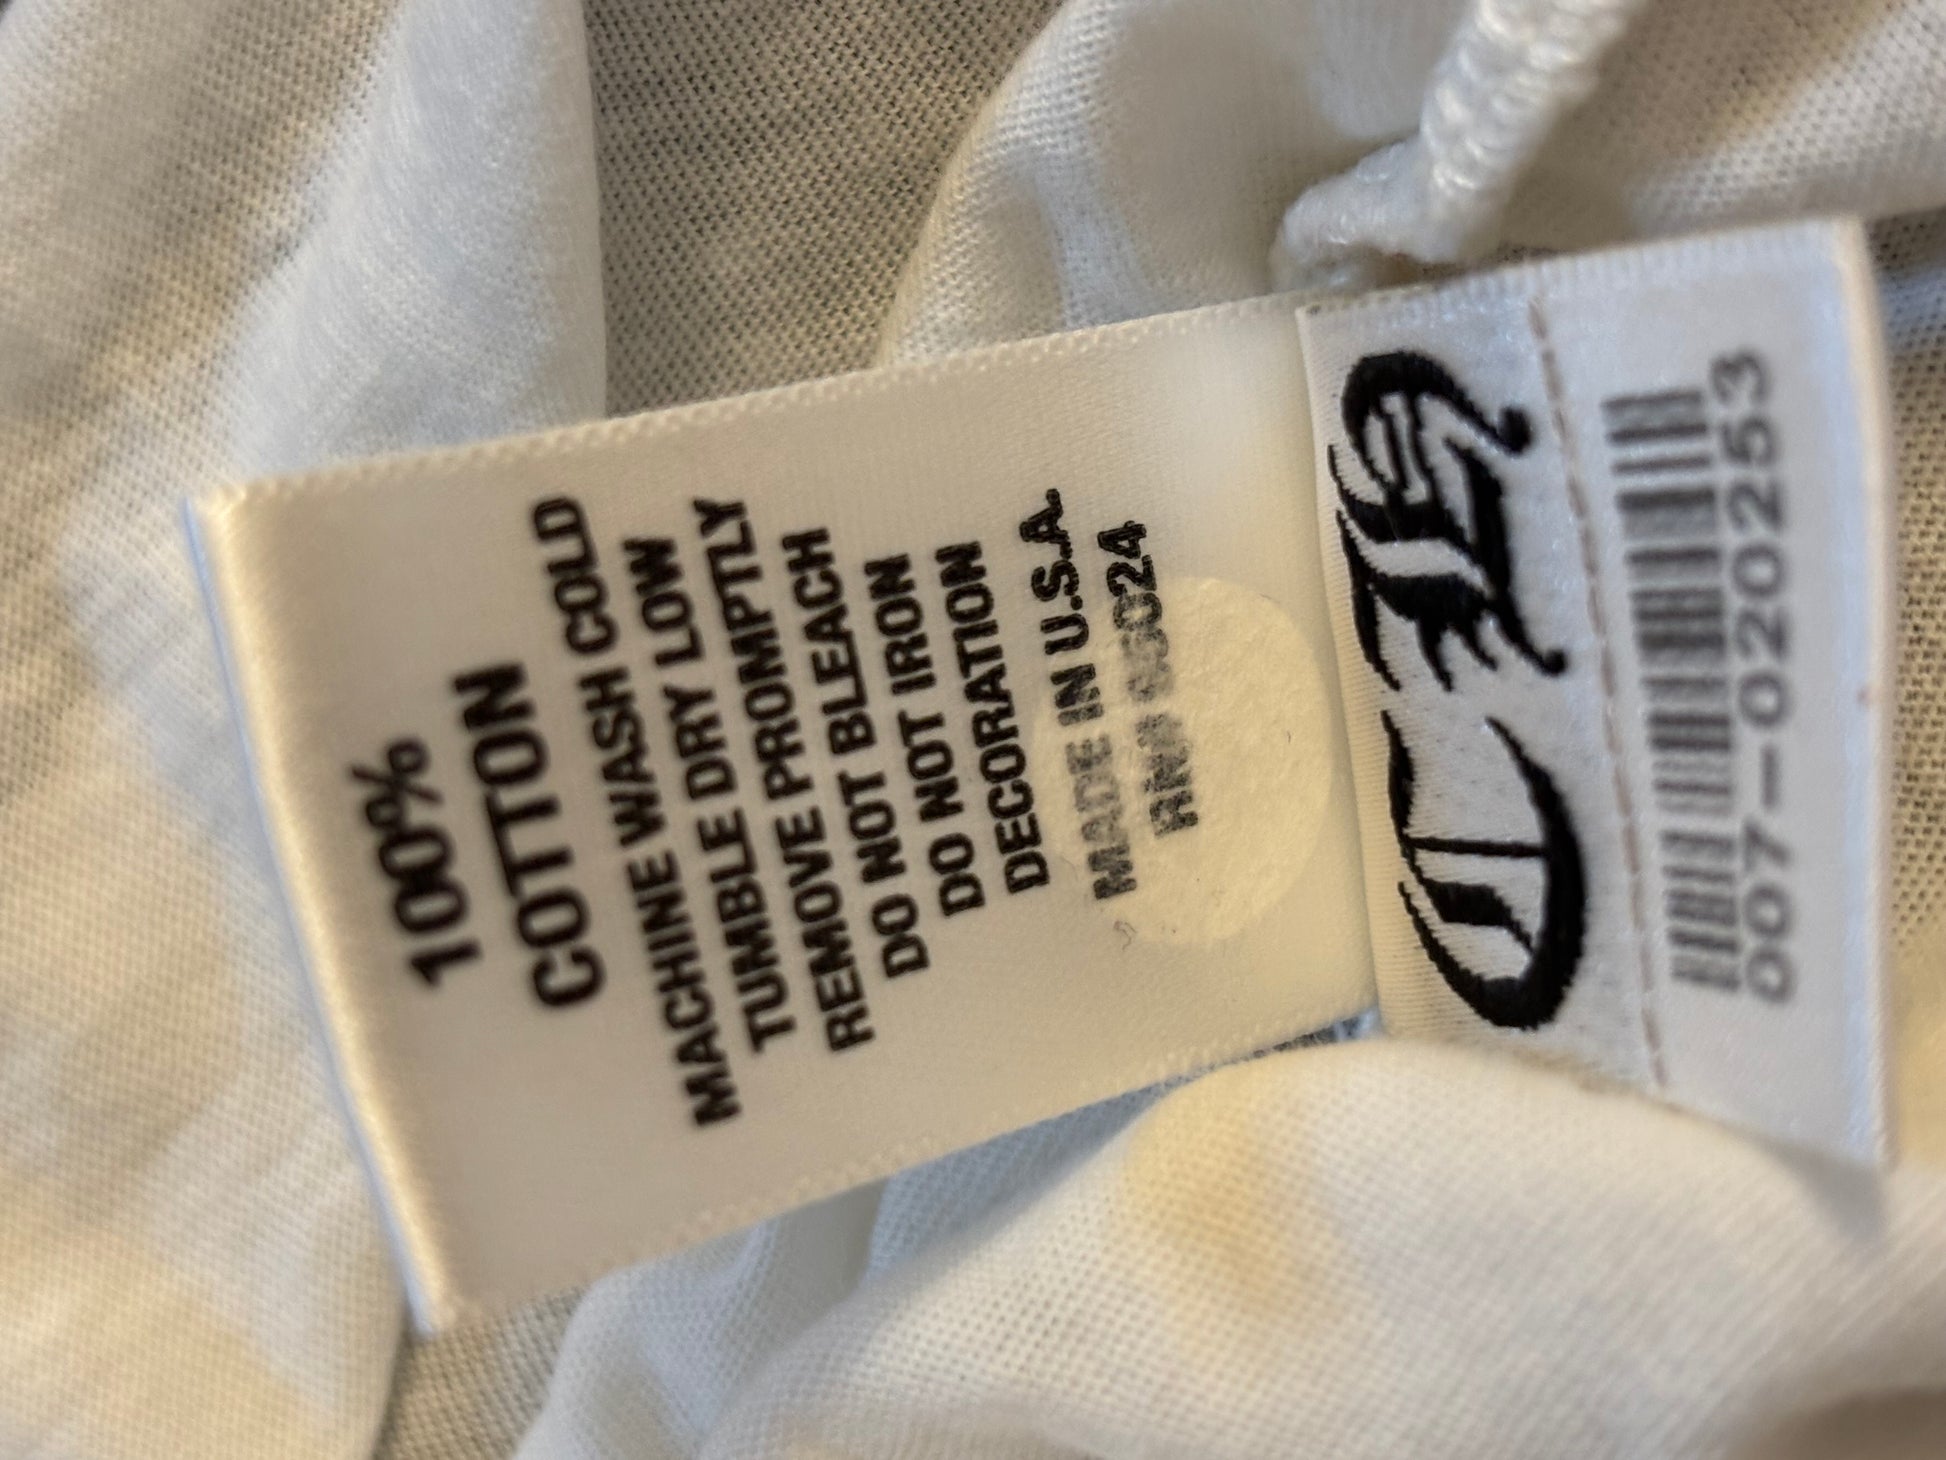 100%
COTTON
MACHINE WASH COLD
TUMBLE DRY LOW
REMOVE PROMPTLY
DO NOT BLEACH
DO NOT IRON
DECORATION
MADE IN U.S.A.
CH
007-020253